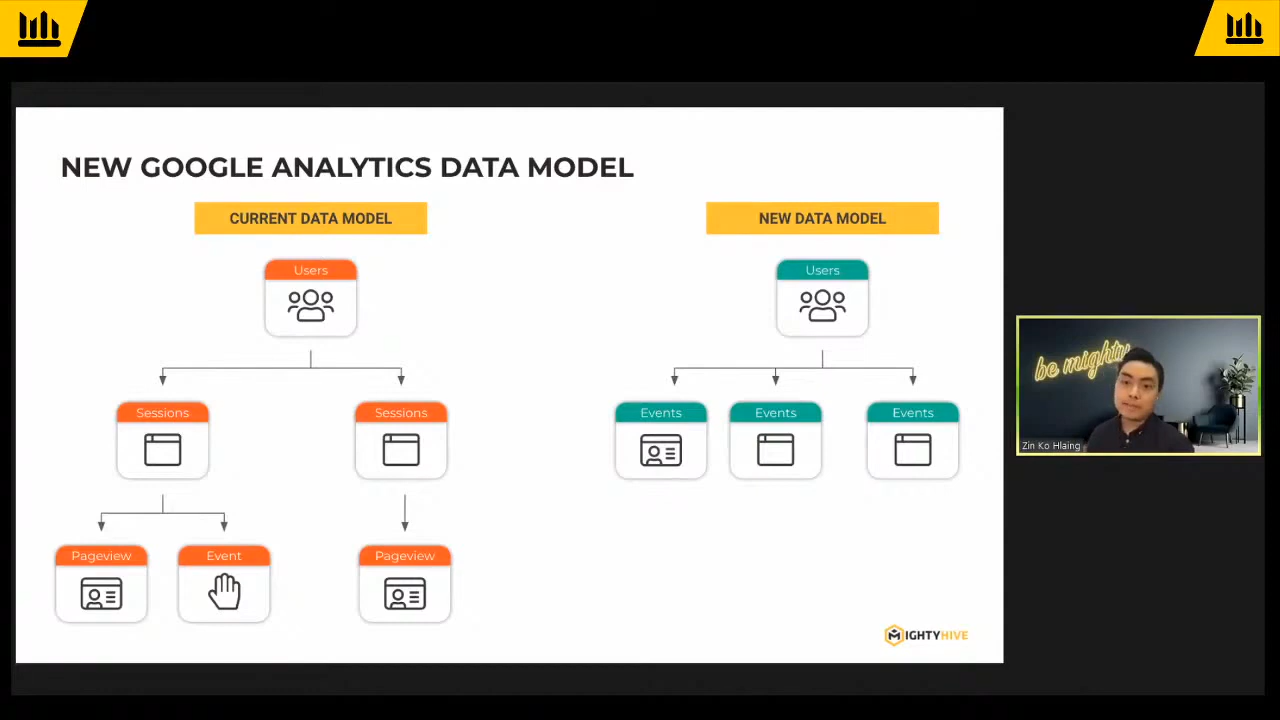 NEW GOOGLE ANALYTICS DATA MODEL
CURRENT DATA MODEL
Users
Sessions
Sessions
Pageview
Event
Pageview
NEW DATA MODEL
Users
Events
Events
Events
MIGHTYHIVE
be mighty
Zin Ko Hlaing